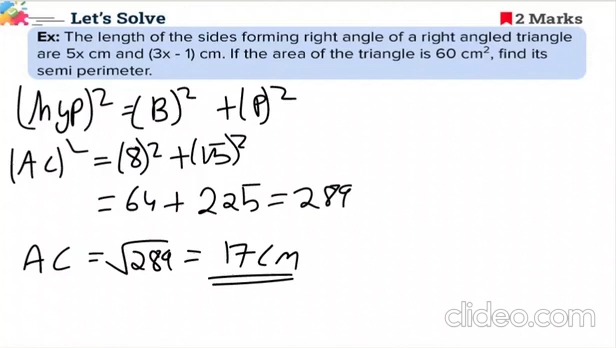 Let's Solve
2 Marks
Ex: The length of the sides forming right angle of a right angled triangle
are 5x cm and (3x - 1) cm. If the area of the triangle is 60 cm², find its
semi perimeter.
(hyp)² = (B)² + (P)²
(AC)² = (8)² + (15)²
= 64 + 225 = 289
AC = √289 = 17 cm
clideo.com